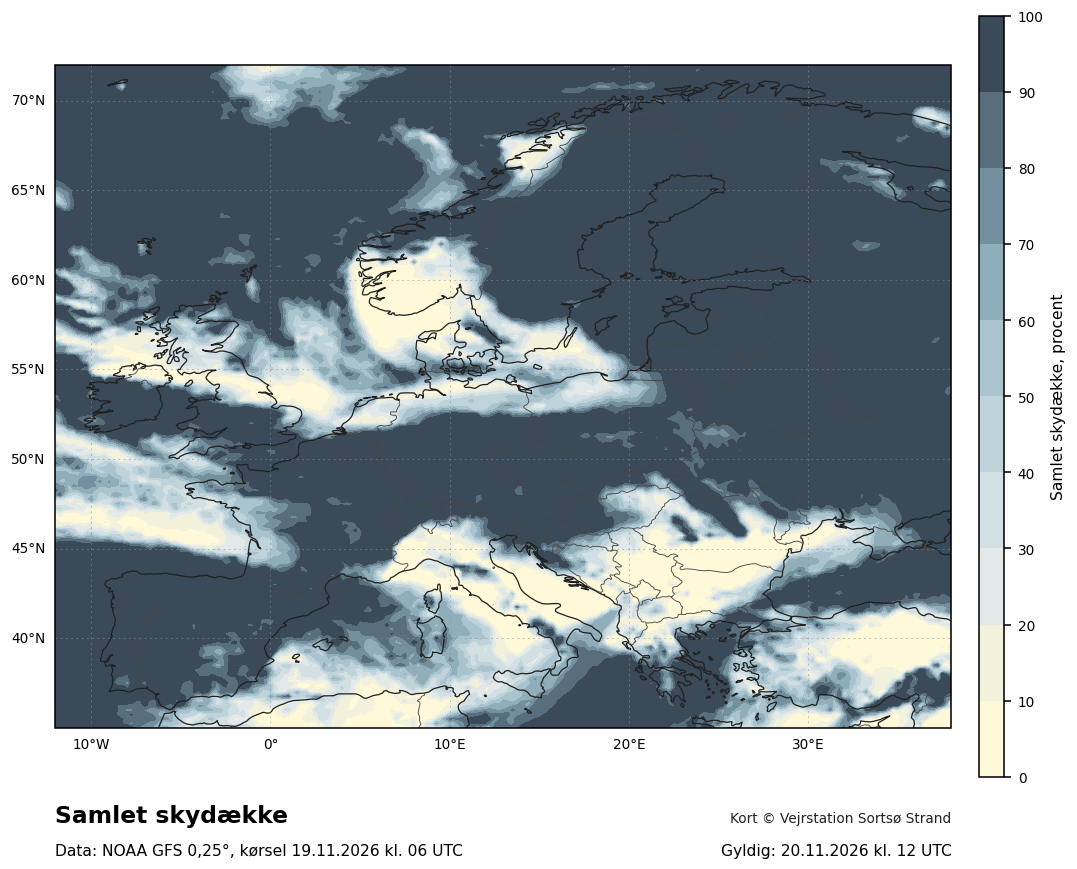 100
90
80
70
60
50
40
30
20
10
0
Samlet skydække, procent
70°N
65°N
60°N
55°N
50°N
45°N
40°N
10°W
0°
10°E
20°E
30°E
Samlet skydække
Kort © Vejrstation Sortsø Strand
Data: NOAA GFS 0,25°, kørsel 19.11.2026 kl. 06 UTC
Gyldig: 20.11.2026 kl. 12 UTC